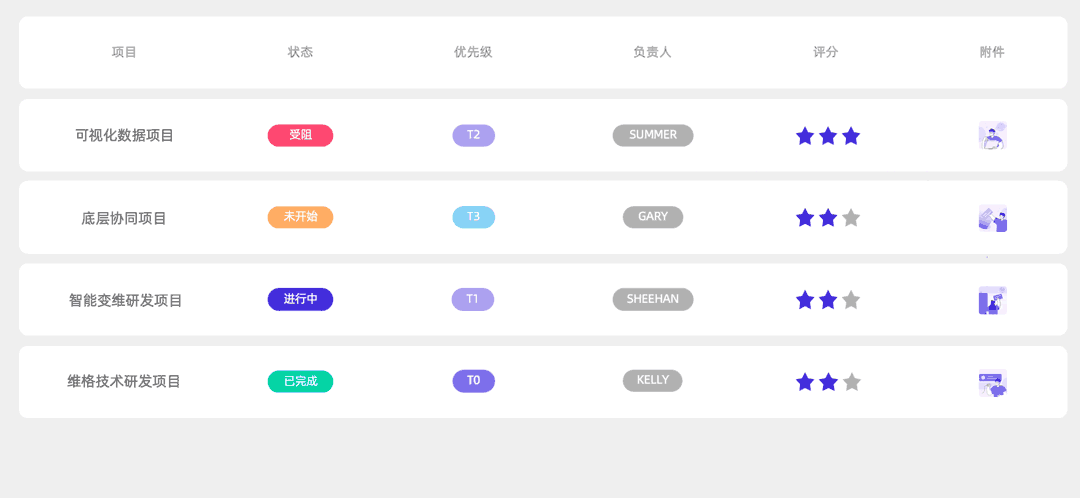 项目 状态 优先级 负责人 评分 附件
可视化数据项目 受阻 T2 SUMMER
底层协同项目 未开始 T3 GARY
智能变维研发项目 进行中 T1 SHEEHAN
维格技术研发项目 已完成 T0 KELLY